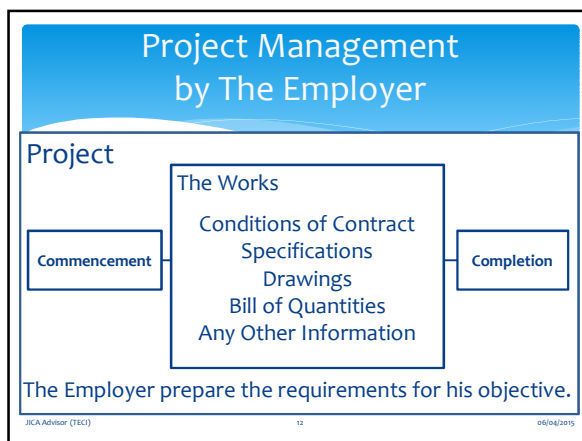 Project Management
by The Employer
Project
The Works
Conditions of Contract
Specifications
Drawings
Bill of Quantities
Any Other Information
Commencement
Completion
The Employer prepare the requirements for his objective.
JICA Advisor (TECI)
12
06/04/2015